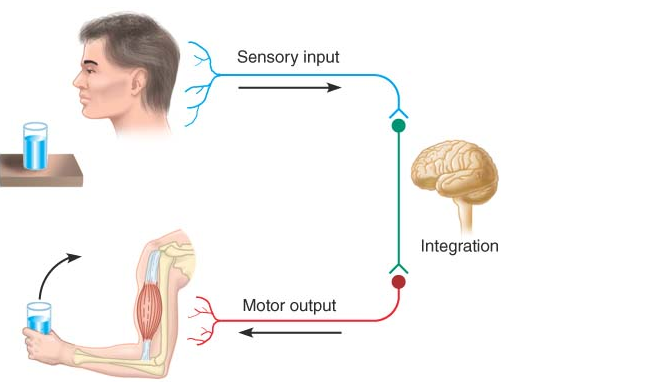 Sensory input
Integration
Motor output